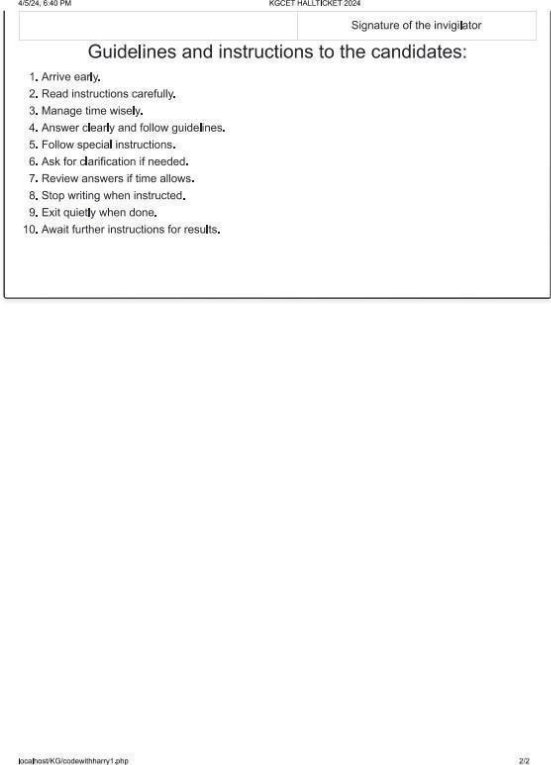 4/5/24, 6:40 PM KGCET HALLTICKET 2024
Signature of the invigilator
Guidelines and instructions to the candidates:
1. Arrive early.
2. Read instructions carefully.
3. Manage time wisely.
4. Answer clearly and follow guidelines.
5. Follow special instructions.
6. Ask for clarification if needed.
7. Review answers if time allows.
8. Stop writing when instructed.
9. Exit quietly when done.
10. Await further instructions for results.
localhost/KG/codewithharry1.php 2/2